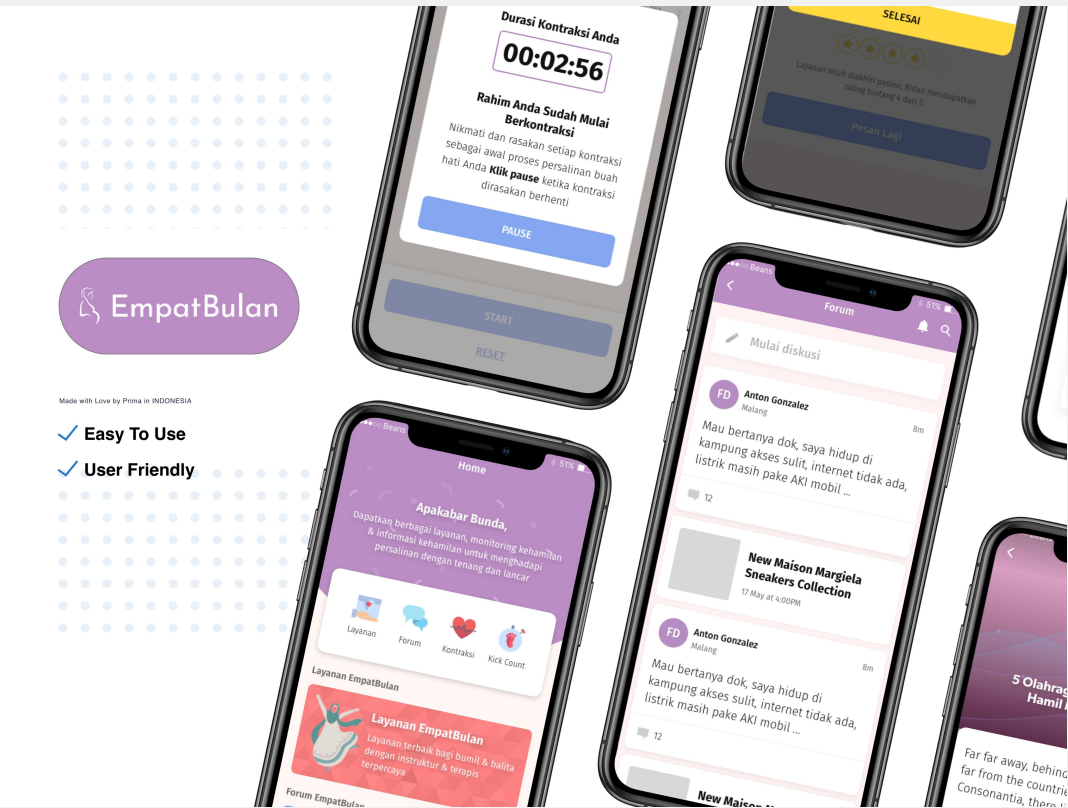 EmpatBulan
Made with Love by Prima in INDONESIA
Easy To Use
User Friendly
Durasi Kontraksi Anda
00:02:56
Rahim Anda Sudah Mulai
Berkontraksi
Nikmati dan rasakan setiap kontraksi
sebagai awal proses persalinan buah
hati Anda Klik pause ketika kontraksi
dirasakan berhenti
PAUSE
START
RESET
SELESAI
Layanan telah diakhiri pasien, Bidan mendapatkan
rating bintang 4 dari 5
Pesan Lagi
Beans
51%
Home
Apakabar Bunda,
Dapatkan berbagai layanan, monitoring kehamilan
& informasi kehamilan untuk menghadapi
persalinan dengan tenang dan lancar
Layanan
Forum
Kontraksi
Kick Count
Layanan EmpatBulan
Layanan EmpatBulan
Layanan terbaik bagi bumil & balita
dengan instruktur & terapis
terpercaya
Forum EmpatBulan
Beans
51%
Forum
Mulai diskusi
FD
Anton Gonzalez
Malang
8m
Mau bertanya dok, saya hidup di
kampung akses sulit, internet tidak ada,
listrik masih pake AKI mobil ...
12
New Maison Margiela
Sneakers Collection
17 May at 4:00PM
FD
Anton Gonzalez
Malang
8m
Mau bertanya dok, saya hidup di
kampung akses sulit, internet tidak ada,
listrik masih pake AKI mobil ...
12
New Maison
5 Olahrag
Hamil
Far far away, behind
far from the countrie
Consonantia, there li